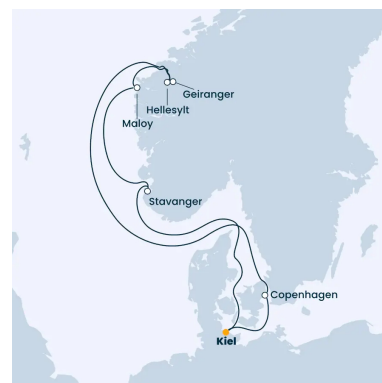 Geiranger
Hellesylt
Maloy
Stavanger
Copenhagen
Kiel